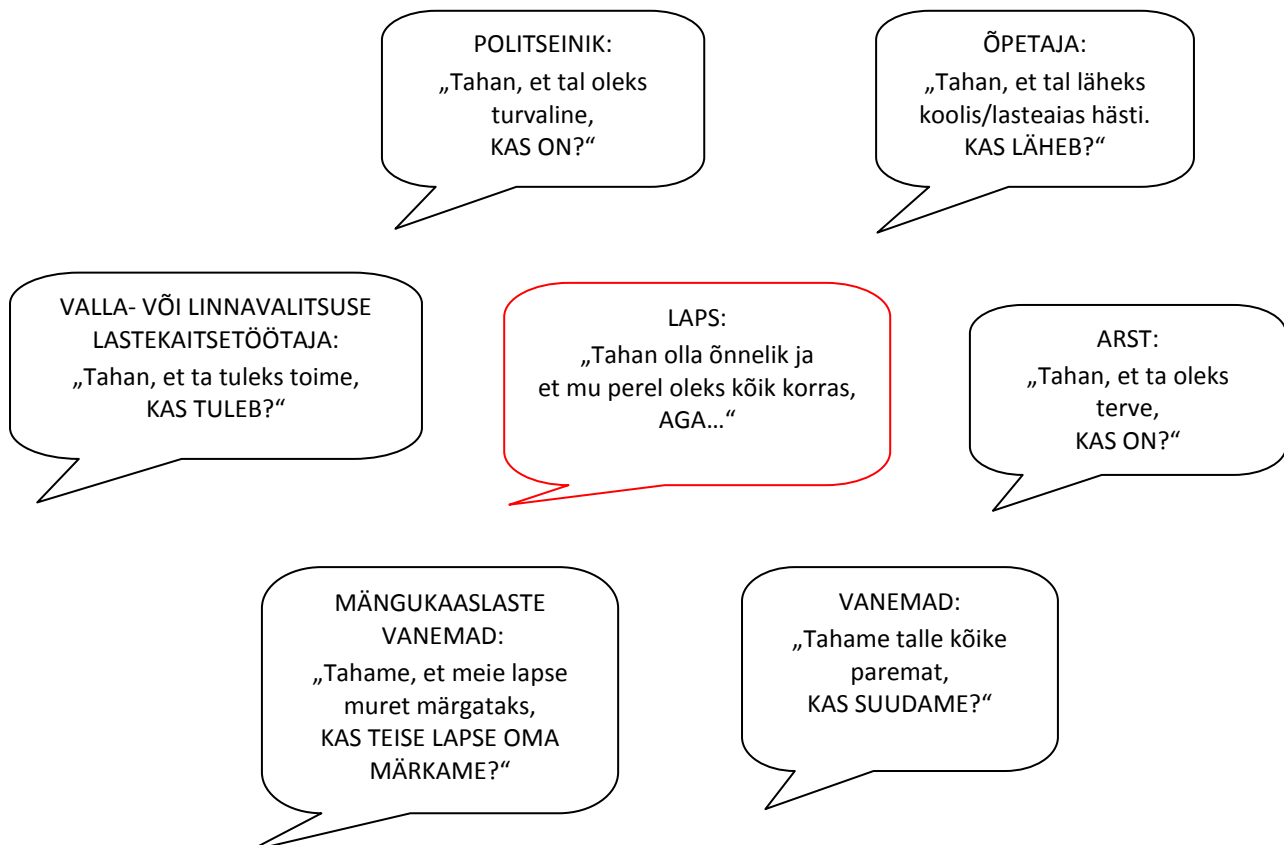 POLITSEINIK:
„Tahan, et tal oleks
turvaline,
KAS ON?“
ÕPETAJA:
„Tahan, et tal läheks
koolis/lasteaias hästi.
KAS LÄHEB?“
VALLA- VÕI LINNAVALITSUSE
LASTEKAITSETÖÖTAJA:
„Tahan, et ta tuleks toime,
KAS TULEB?“
LAPS:
„Tahan olla õnnelik ja
et mu perel oleks kõik korras,
AGA…“
ARST:
„Tahan, et ta oleks
terve,
KAS ON?“
MÄNGUKAASLASTE
VANEMAD:
„Tahame, et meie lapse
muret märgataks,
KAS TEISE LAPSE OMA
MÄRKAME?“
VANEMAD:
„Tahame talle kõike
paremat,
KAS SUUDAME?“